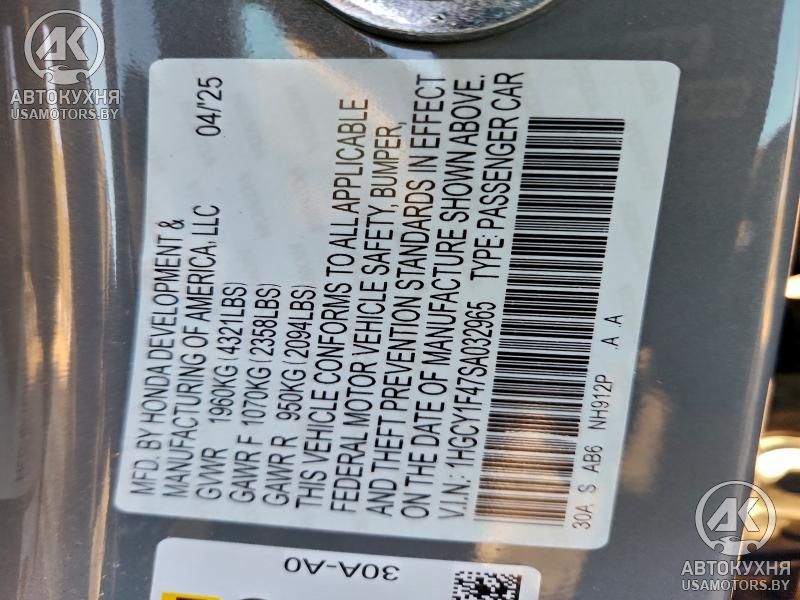 AK
АВТОКУХНЯ
USAMOTORS.BY
MFD. BY HONDA DEVELOPMENT &
MANUFACTURING OF AMERICA, LLC 04/'25
GVWR 1960KG(4321LBS)
GAWR F 1070KG(2358LBS)
GAWR R 950KG(2094LBS)
THIS VEHICLE CONFORMS TO ALL APPLICABLE
FEDERAL MOTOR VEHICLE SAFETY, BUMPER,
AND THEFT PREVENTION STANDARDS IN EFFECT
ON THE DATE OF MANUFACTURE SHOWN ABOVE.
V.I.N: 1HGCY1F47SA032965 TYPE: PASSENGER CAR
30A S AB6 NH912P .A .A
30A-A0
AK
АВТОКУХНЯ
USAMOTORS.BY